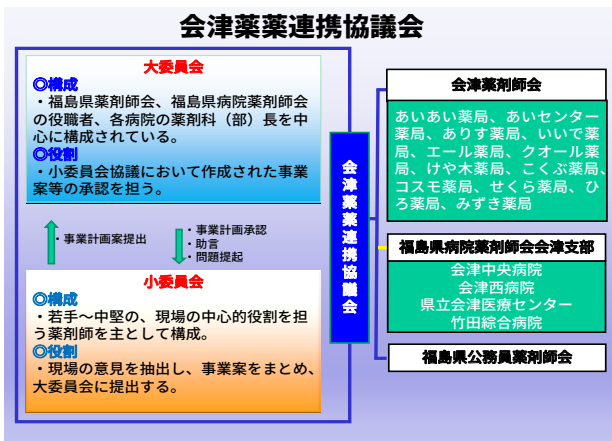 会津薬薬連携協議会
大委員会
◎構成
・福島県薬剤師会、福島県病院薬剤師会
の役職者、各病院の薬剤科（部）長を中
心に構成されている。
◎役割
・小委員会協議において作成された事業
案等の承認を担う。
・事業計画案提出
・事業計画承認
・助言
・問題提起
小委員会
◎構成
・若手～中堅の、現場の中心的役割を担
う薬剤師を主として構成。
◎役割
・現場の意見を抽出し、事業案をまとめ、
大委員会に提出する。
会津薬薬連携協議会
会津薬剤師会
あいあい薬局、あいセンター
薬局、ありす薬局、いいで薬
局、エール薬局、クオール薬
局、けや木薬局、こくぶ薬局、
コスモ薬局、せくら薬局、ひ
ろ薬局、みずき薬局
福島県病院薬剤師会会津支部
会津中央病院
会津西病院
県立会津医療センター
竹田綜合病院
福島県公務員薬剤師会